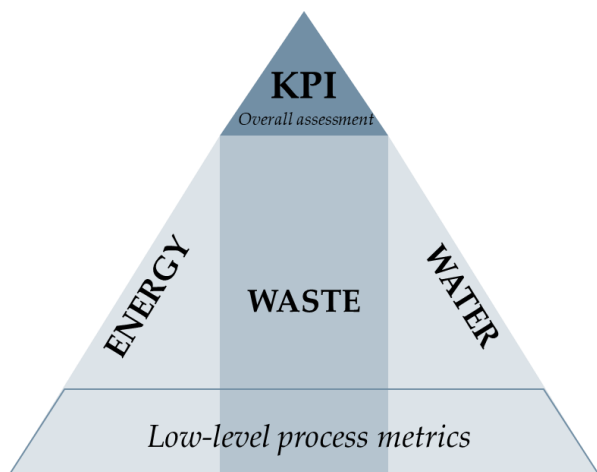 KPI
Overall assessment
ENERGY
WASTE
WATER
Low-level process metrics